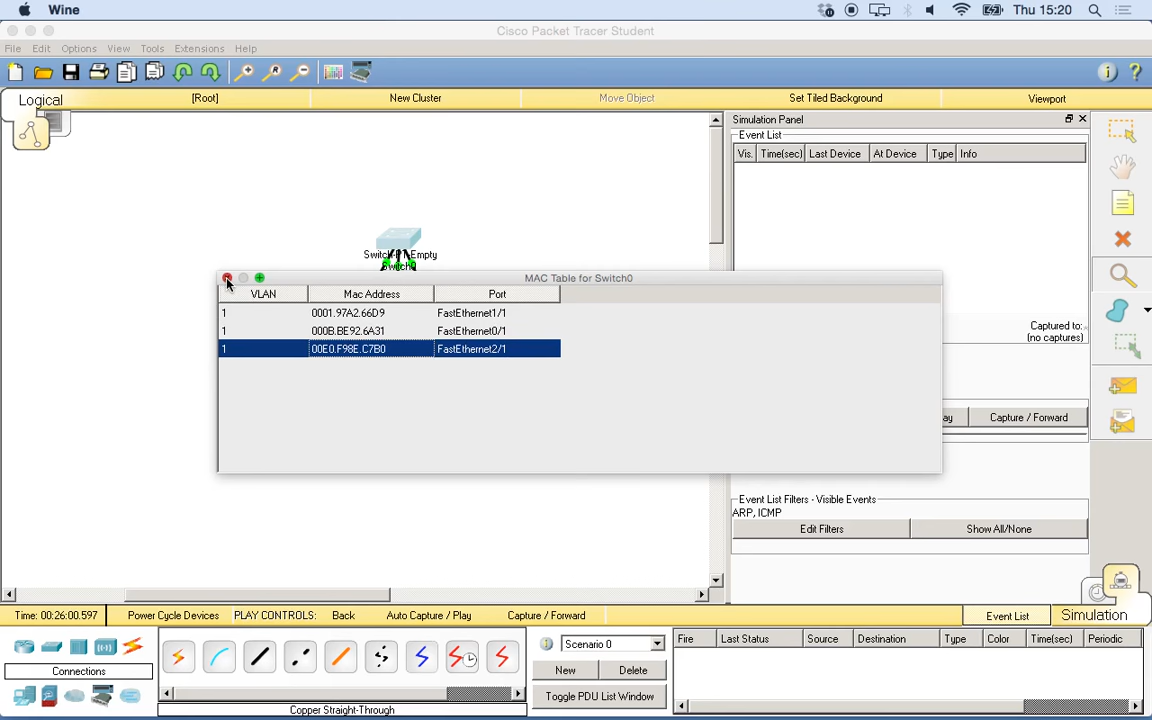 Wine
Thu 15:20
Cisco Packet Tracer Student
File Edit Options View Tools Extensions Help
Logical
[Root]
New Cluster
Move Object
Set Tiled Background
Viewport
Simulation Panel
Event List
Vis. Time(sec) Last Device At Device Type Info
Empty
Switch0
MAC Table for Switch0
VLAN Mac Address Port
1 0001.97A2.66D9 FastEthernet1/1
1 000B.BE92.6A31 FastEthernet0/1
1 00E0.F98E.C7B0 FastEthernet2/1
Captured to:
(no captures)
ay
Capture / Forward
Event List Filters - Visible Events
ARP, ICMP
Edit Filters
Show All/None
Time: 00:26:00.597
Power Cycle Devices
PLAY CONTROLS:
Back
Auto Capture / Play
Capture / Forward
Event List
Simulation
Connections
Copper Straight-Through
Scenario 0
New
Delete
Toggle PDU List Window
Fire Last Status Source Destination Type Color Time(sec) Periodic